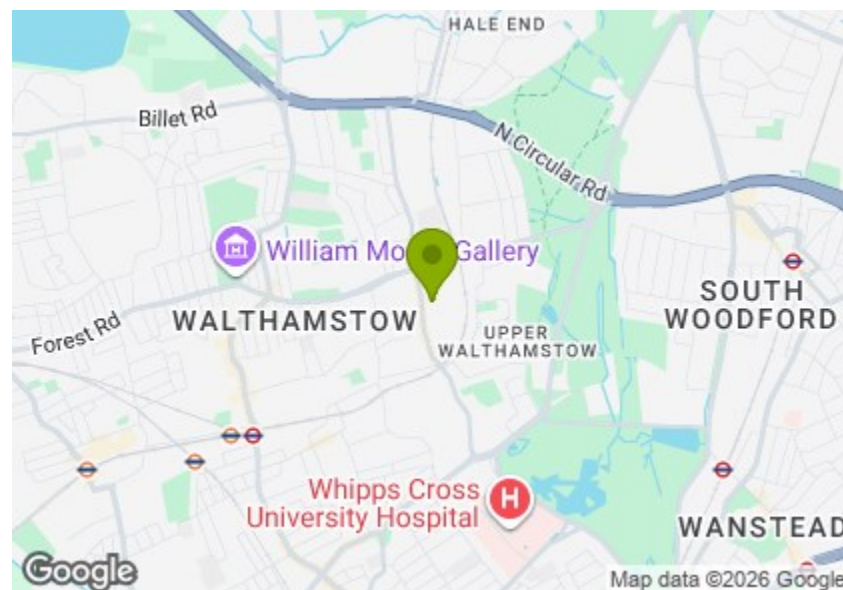 HALE END
Billet Rd
N Circular Rd
William Mo Gallery
SOUTH
WOODFORD
Forest Rd
WALTHAMSTOW
UPPER
WALTHAMSTOW
Whipps Cross
University Hospital
H
WANSTEAD
Google
Map data ©2026 Google